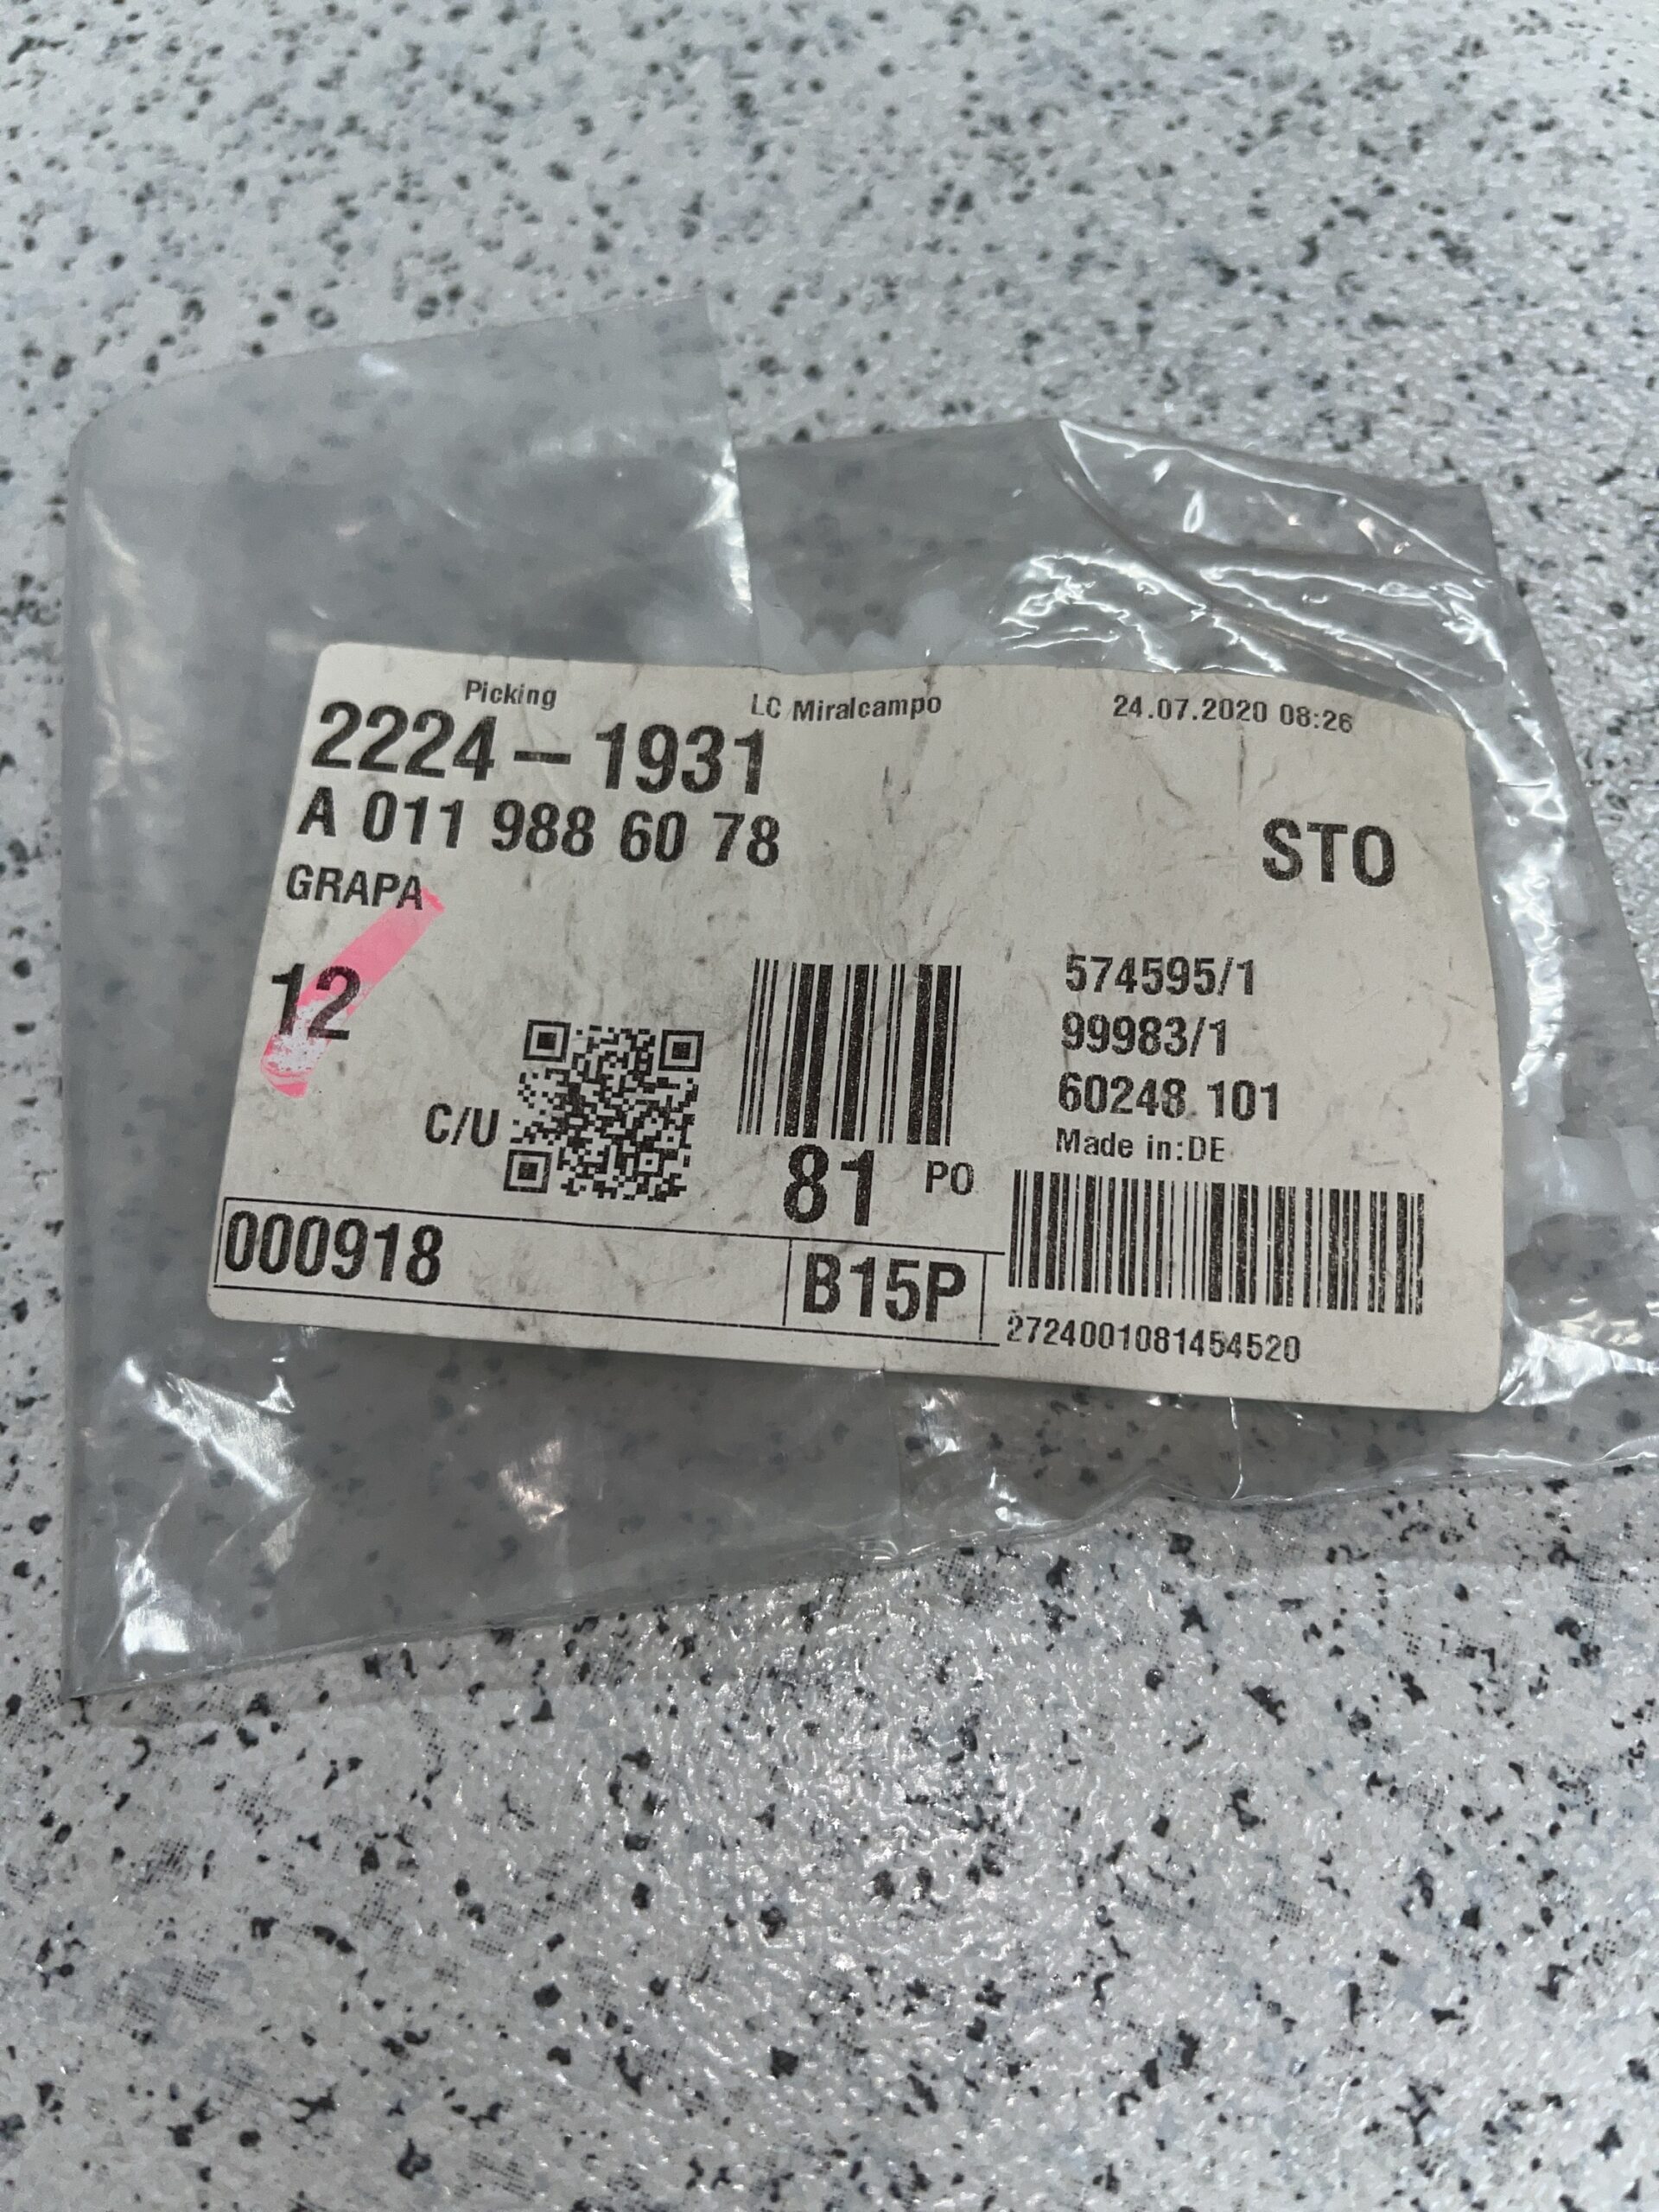 Picking LC Miralcampo 24.07.2020 08:26
2224-1931
A 011 988 60 78
STO
GRAPA
12
574595/1
99983/1
60248 101
Made in:DE
C/U
81 PO
000918
B15P
2724001081454520